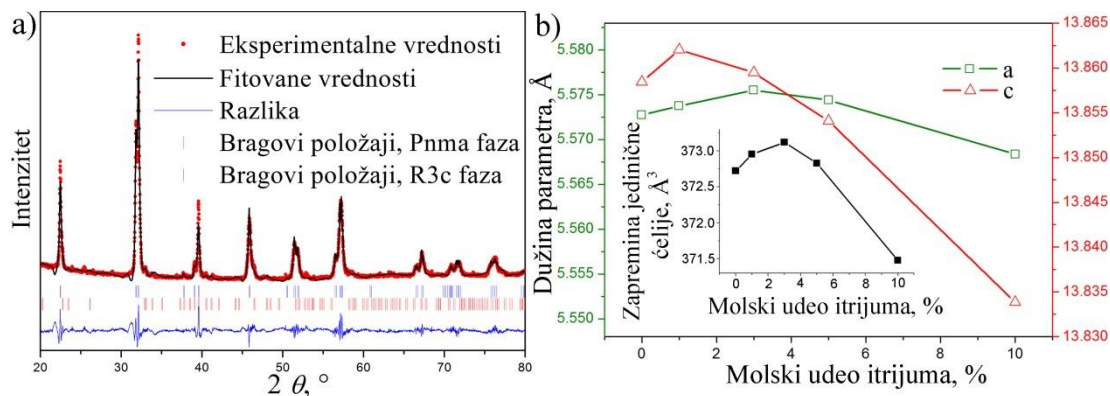 a)
Eksperimentalne vrednosti
Fitovane vrednosti
Razlika
Bragovi položaji, Pnma faza
Bragovi položaji, R3c faza
Intenzitet
20 30 40 50 60 70 80
2 θ, °
b)
Dužina parametra, Å
5.580
5.575
5.570
5.565
5.560
5.555
5.550
a
c
13.865
13.860
13.855
13.850
13.845
13.840
13.835
13.830
Zapremina jedinične
ćelije, Å³
373.0
372.5
372.0
371.5
0 2 4 6 8 10
Molski udeo itrijuma, %
0 2 4 6 8 10
Molski udeo itrijuma, %